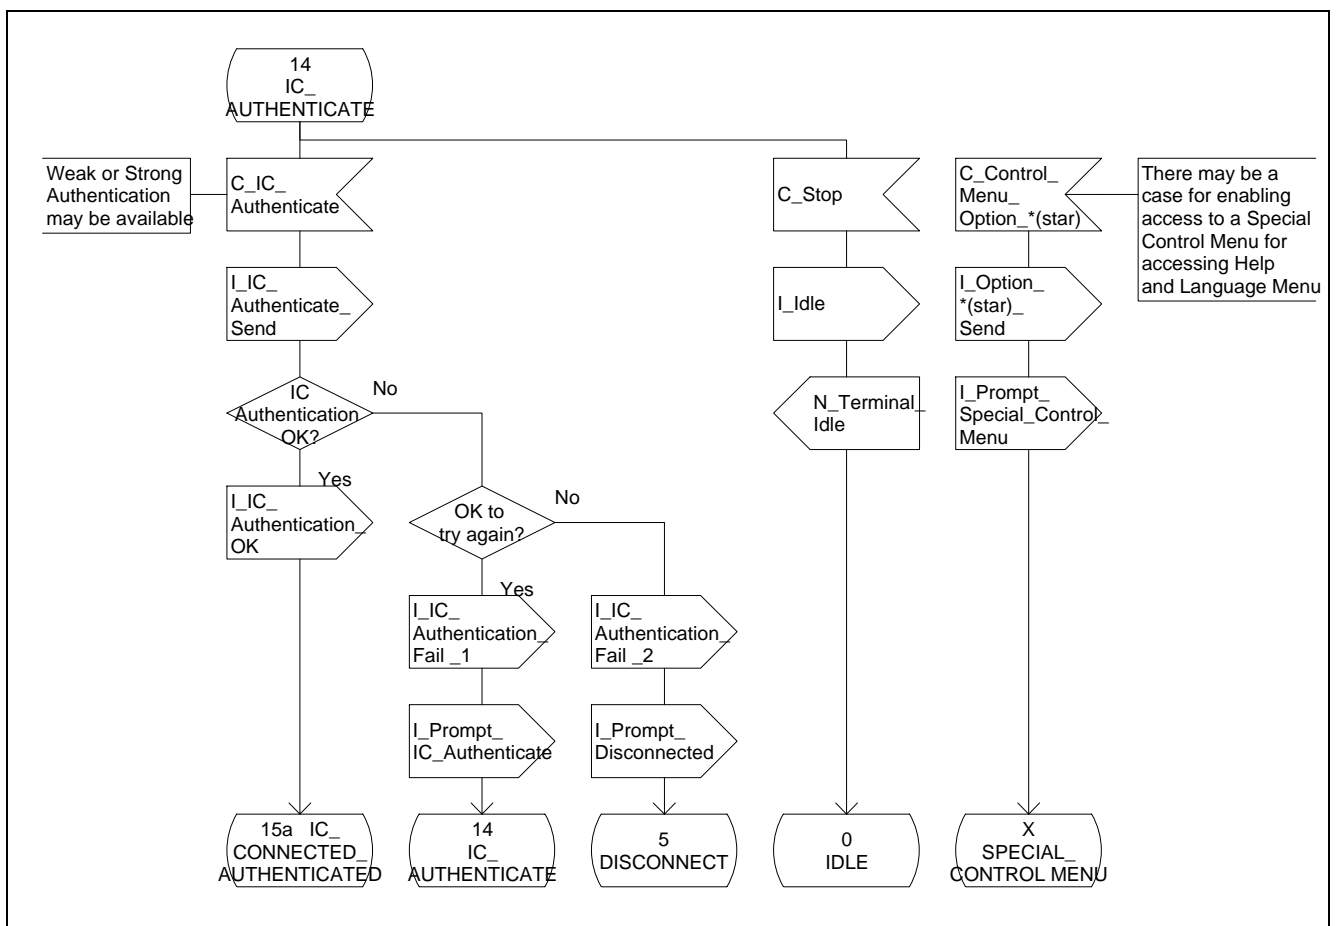 14
IC_
AUTHENTICATE
Weak or Strong
Authentication
may be available
C_IC_
Authenticate
C_Stop
C_Control_
Menu_
Option_*(star)
There may be a
case for enabling
access to a Special
Control Menu for
accessing Help
and Language Menu
I_IC_
Authenticate_
Send
I_Idle
I_Option_
*(star)_
Send
IC
Authentication
OK?
No
N_Terminal_
Idle
I_Prompt_
Special_Control_
Menu
Yes
I_IC_
Authentication_
OK
OK to
try again?
No
Yes
I_IC_
Authentication_
Fail _1
I_IC_
Authentication_
Fail _2
I_Prompt_
IC_Authenticate
I_Prompt_
Disconnected
15a IC_
CONNECTED_
AUTHENTICATED
14
IC_
AUTHENTICATE
5
DISCONNECT
0
IDLE
X
SPECIAL_
CONTROL MENU